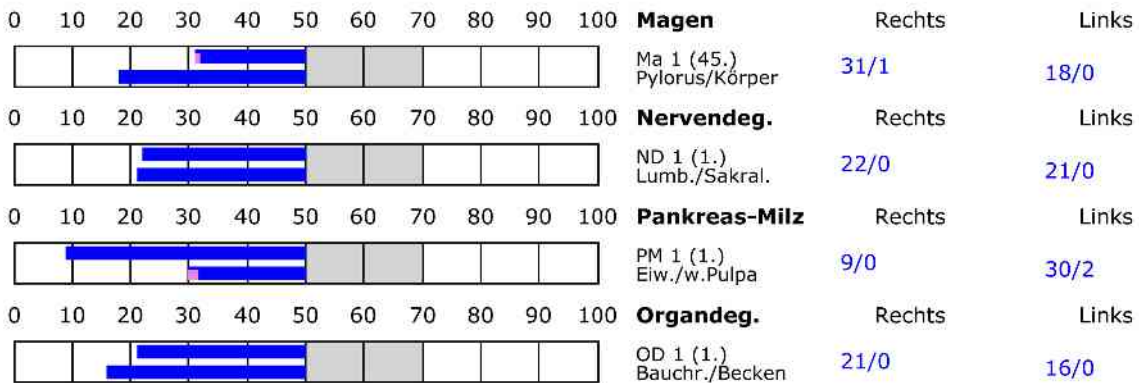 0 10 20 30 40 50 60 70 80 90 100 Magen Rechts Links
Ma 1 (45.) 31/1 18/0
Pylorus/Körper
0 10 20 30 40 50 60 70 80 90 100 Nervendeg. Rechts Links
ND 1 (1.) 22/0 21/0
Lumb./Sakral.
0 10 20 30 40 50 60 70 80 90 100 Pankreas-Milz Rechts Links
PM 1 (1.) 9/0 30/2
Eiw./w.Pulpa
0 10 20 30 40 50 60 70 80 90 100 Organdeg. Rechts Links
OD 1 (1.) 21/0 16/0
Bauchr./Becken